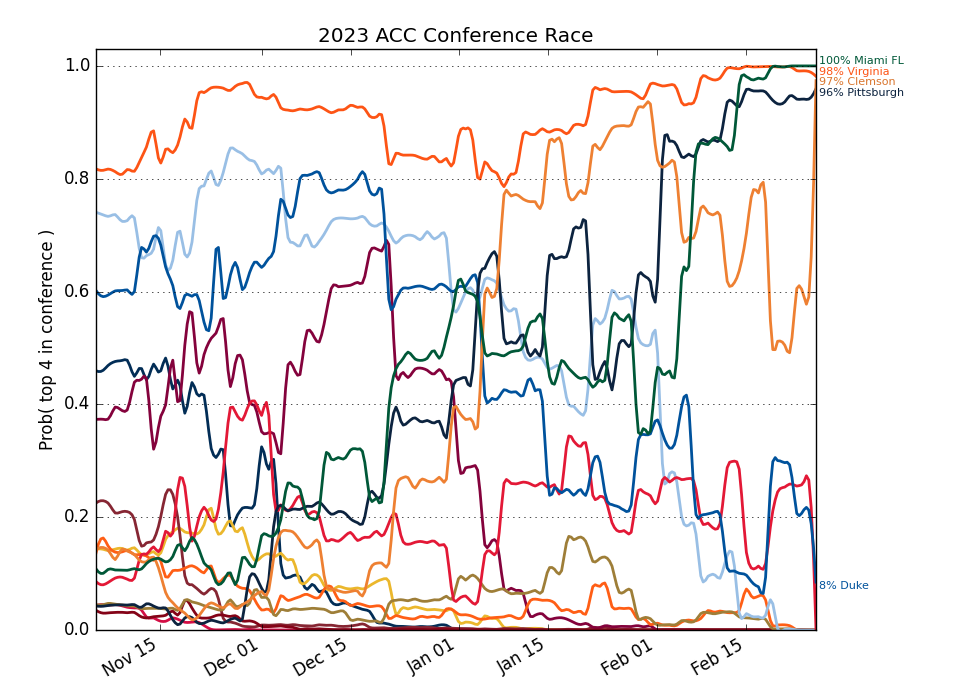 2023 ACC Conference Race
Prob( top 4 in conference )
1.0
0.8
0.6
0.4
0.2
0.0
100% Miami FL
98% Virginia
97% Clemson
96% Pittsburgh
8% Duke
Nov 15
Dec 01
Dec 15
Jan 01
Jan 15
Feb 01
Feb 15